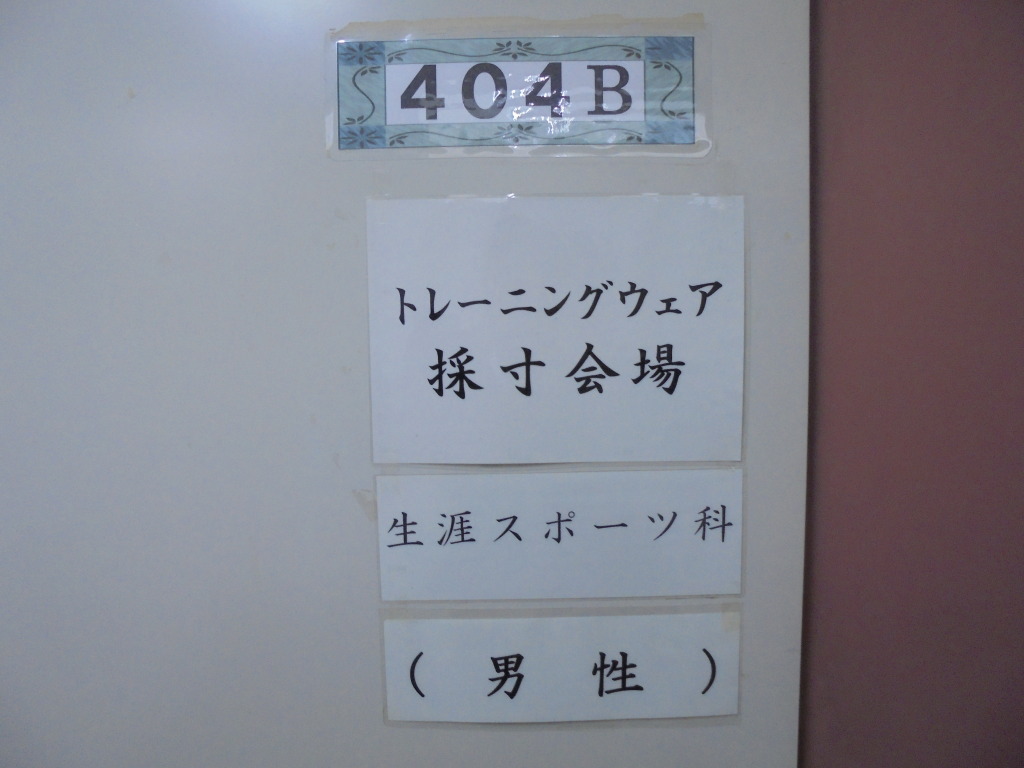 404B
トレーニングウェア
採寸会場
生涯スポーツ科
(男性)